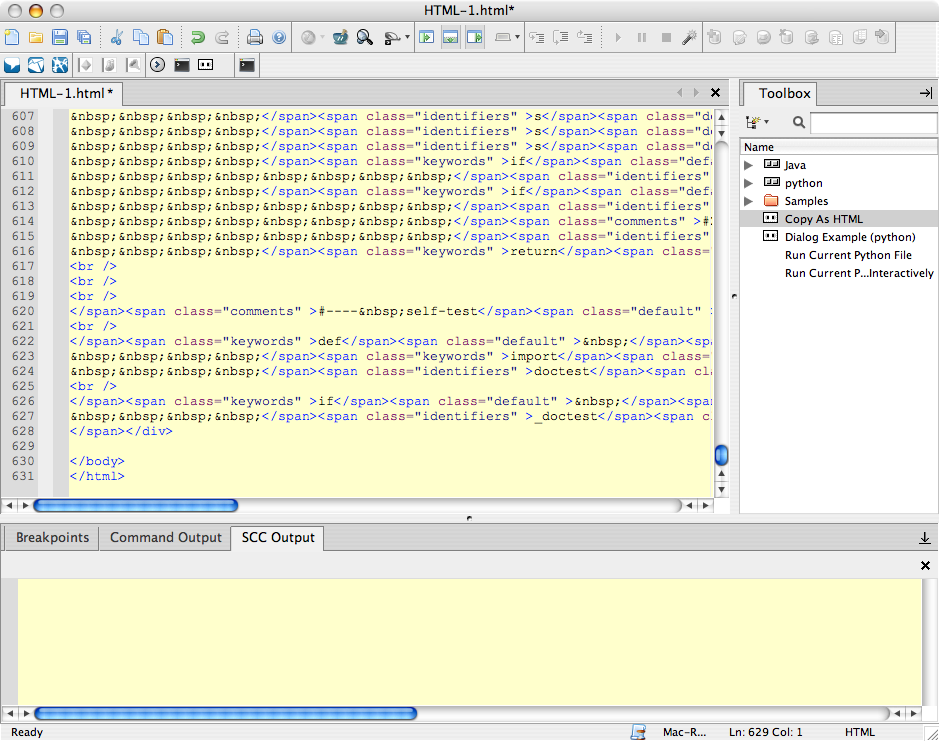 HTML-1.html*
HTML-1.html*
607 &nbsp;&nbsp;&nbsp;&nbsp;</span><span class="identifiers" >s</span><span class="d
608 &nbsp;&nbsp;&nbsp;&nbsp;</span><span class="identifiers" >s</span><span class="d
609 &nbsp;&nbsp;&nbsp;&nbsp;</span><span class="identifiers" >s</span><span class="d
610 &nbsp;&nbsp;&nbsp;&nbsp;</span><span class="keywords" >if</span><span class="defa
611 &nbsp;&nbsp;&nbsp;&nbsp;&nbsp;&nbsp;&nbsp;&nbsp;</span><span class="identifiers"
612 &nbsp;&nbsp;&nbsp;&nbsp;</span><span class="keywords" >if</span><span class="defa
613 &nbsp;&nbsp;&nbsp;&nbsp;&nbsp;&nbsp;&nbsp;&nbsp;</span><span class="identifiers"
614 &nbsp;&nbsp;&nbsp;&nbsp;&nbsp;&nbsp;&nbsp;&nbsp;</span><span class="comments" >#
615 &nbsp;&nbsp;&nbsp;&nbsp;&nbsp;&nbsp;&nbsp;&nbsp;</span><span class="identifiers"
616 &nbsp;&nbsp;&nbsp;&nbsp;</span><span class="keywords" >return</span><span class=
617 <br />
618 <br />
619 <br />
620 </span><span class="comments" >#----&nbsp;self-test</span><span class="default" >
621 <br />
622 </span><span class="keywords" >def</span><span class="default" >&nbsp;</span><spa
623 &nbsp;&nbsp;&nbsp;&nbsp;</span><span class="keywords" >import</span><span class=
624 &nbsp;&nbsp;&nbsp;&nbsp;</span><span class="identifiers" >doctest</span><span cla
625 <br />
626 </span><span class="keywords" >if</span><span class="default" >&nbsp;</span><span
627 &nbsp;&nbsp;&nbsp;&nbsp;</span><span class="identifiers" >_doctest</span><span c
628 </span></div>
629
630 </body>
631 </html>
Toolbox
Name
Java
python
Samples
Copy As HTML
Dialog Example (python)
Run Current Python File
Run Current P...Interactively
Breakpoints Command Output SCC Output
Ready Mac-R... Ln: 629 Col: 1 HTML